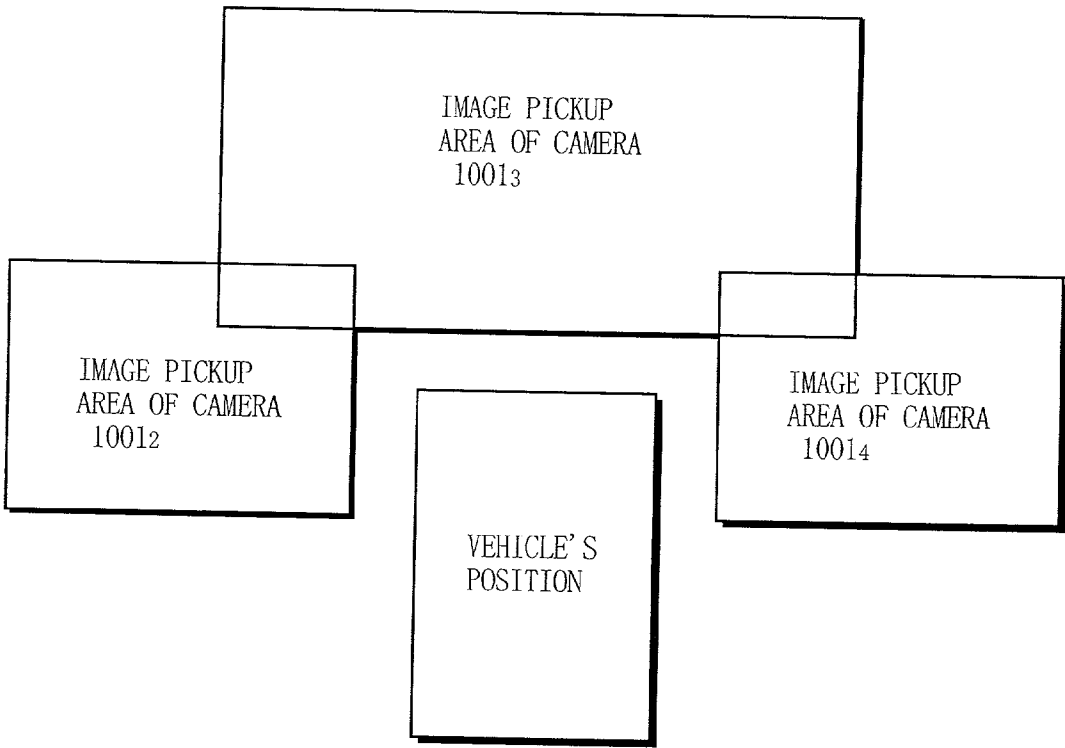 IMAGE PICKUP
AREA OF CAMERA
1001₃
IMAGE PICKUP
AREA OF CAMERA
1001₂
IMAGE PICKUP
AREA OF CAMERA
1001₄
VEHICLE'S
POSITION